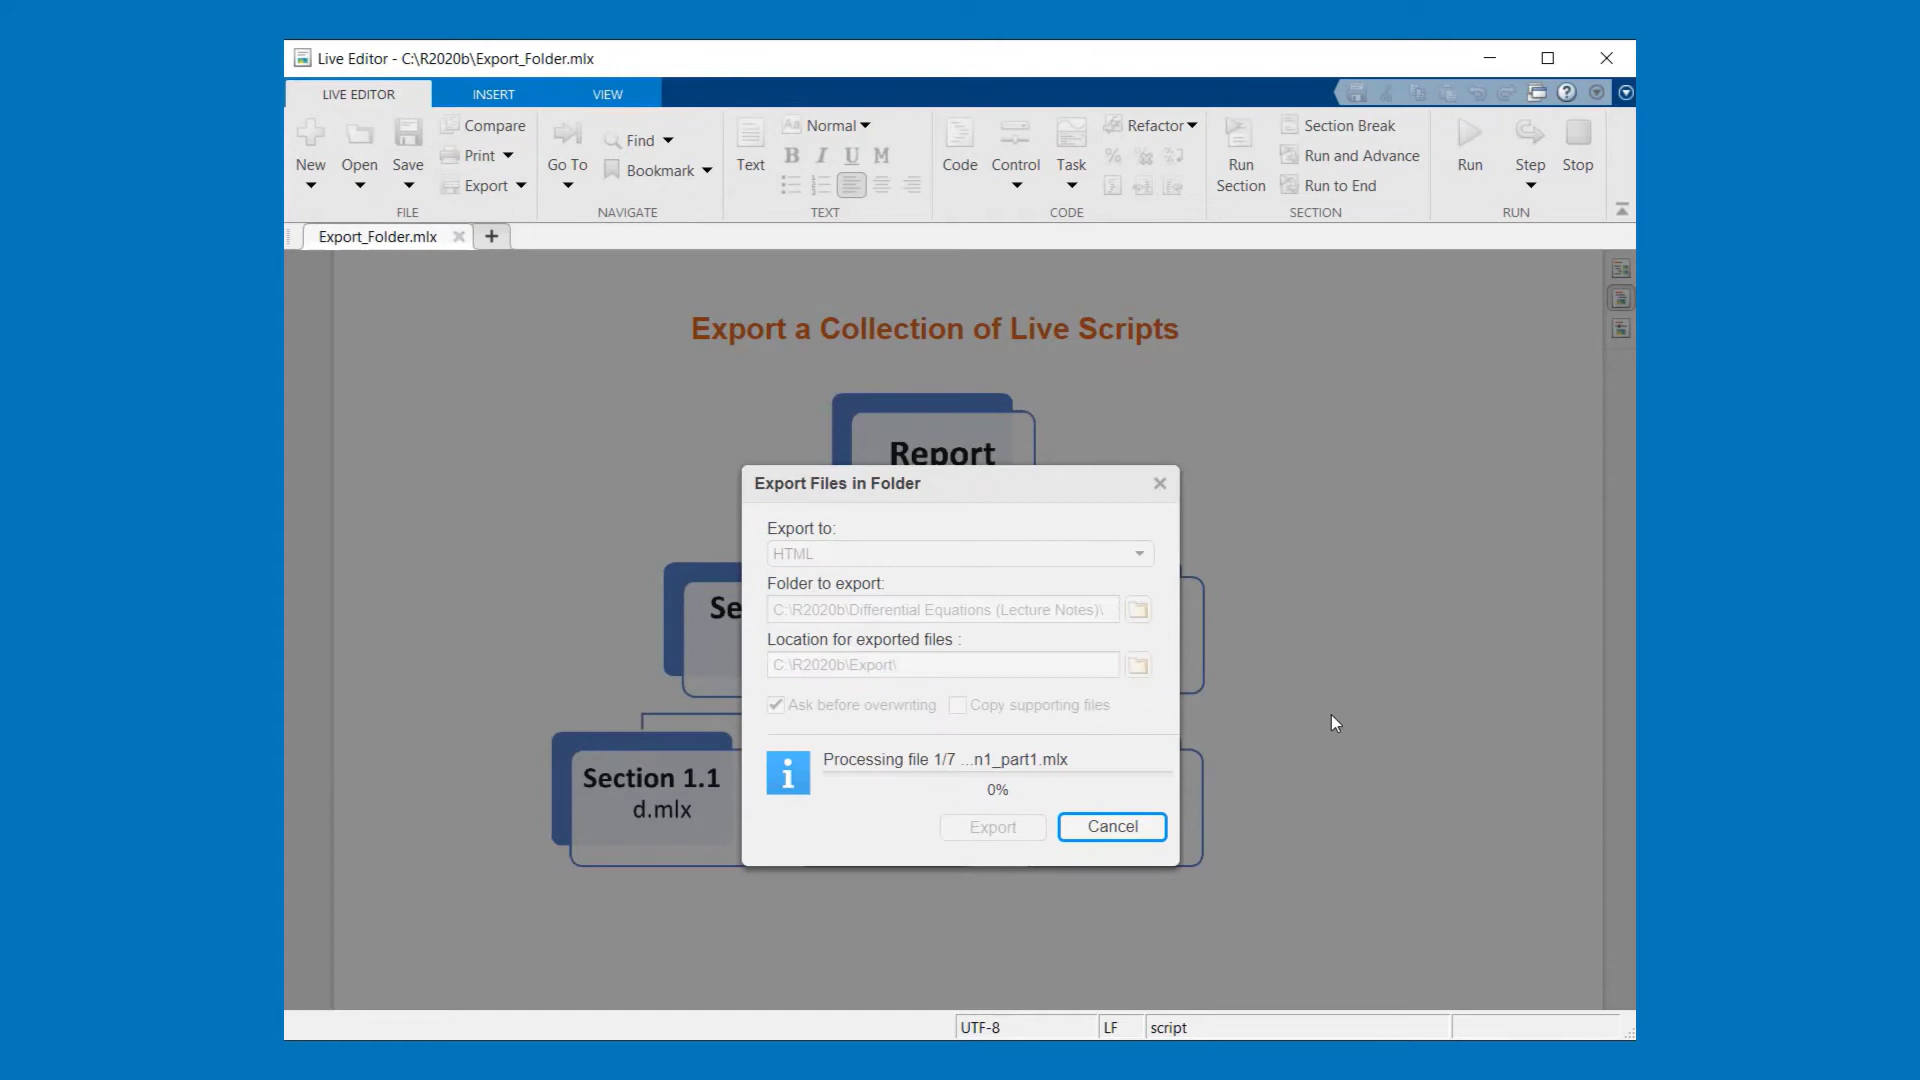 Live Editor - C:\R2020b\Export_Folder.mlx
LIVE EDITOR INSERT VIEW
New Open Save Compare Print Export
FILE
Go To Find Bookmark
NAVIGATE
Text Normal B I U M
TEXT
Code Control Task Refactor
CODE
Run Section Section Break Run and Advance Run to End
SECTION
Run Step Stop
RUN
Export_Folder.mlx
Export a Collection of Live Scripts
Report
Se
Section 1.1
d.mlx
Export Files in Folder
Export to:
HTML
Folder to export:
C:\R2020b\Differential Equations (Lecture Notes)\
Location for exported files :
C:\R2020b\Export\
Ask before overwriting Copy supporting files
Processing file 1/7 ...n1_part1.mlx
0%
Export Cancel
UTF-8 LF script